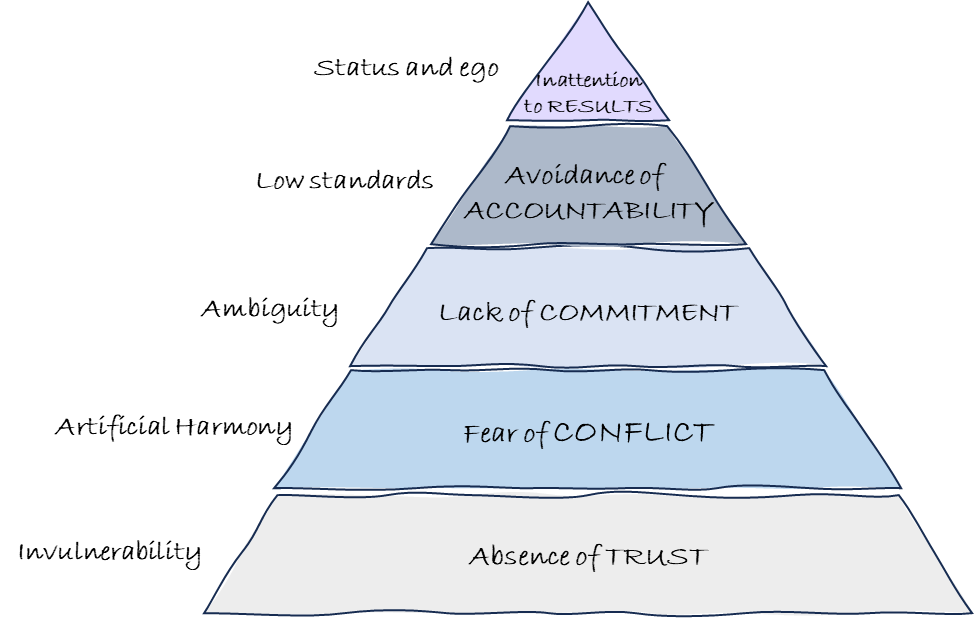 Status and ego
Inattention
to RESULTS
Low standards
Avoidance of
ACCOUNTABILITY
Ambiguity
Lack of COMMITMENT
Artificial Harmony
Fear of CONFLICT
Invulnerability
Absence of TRUST